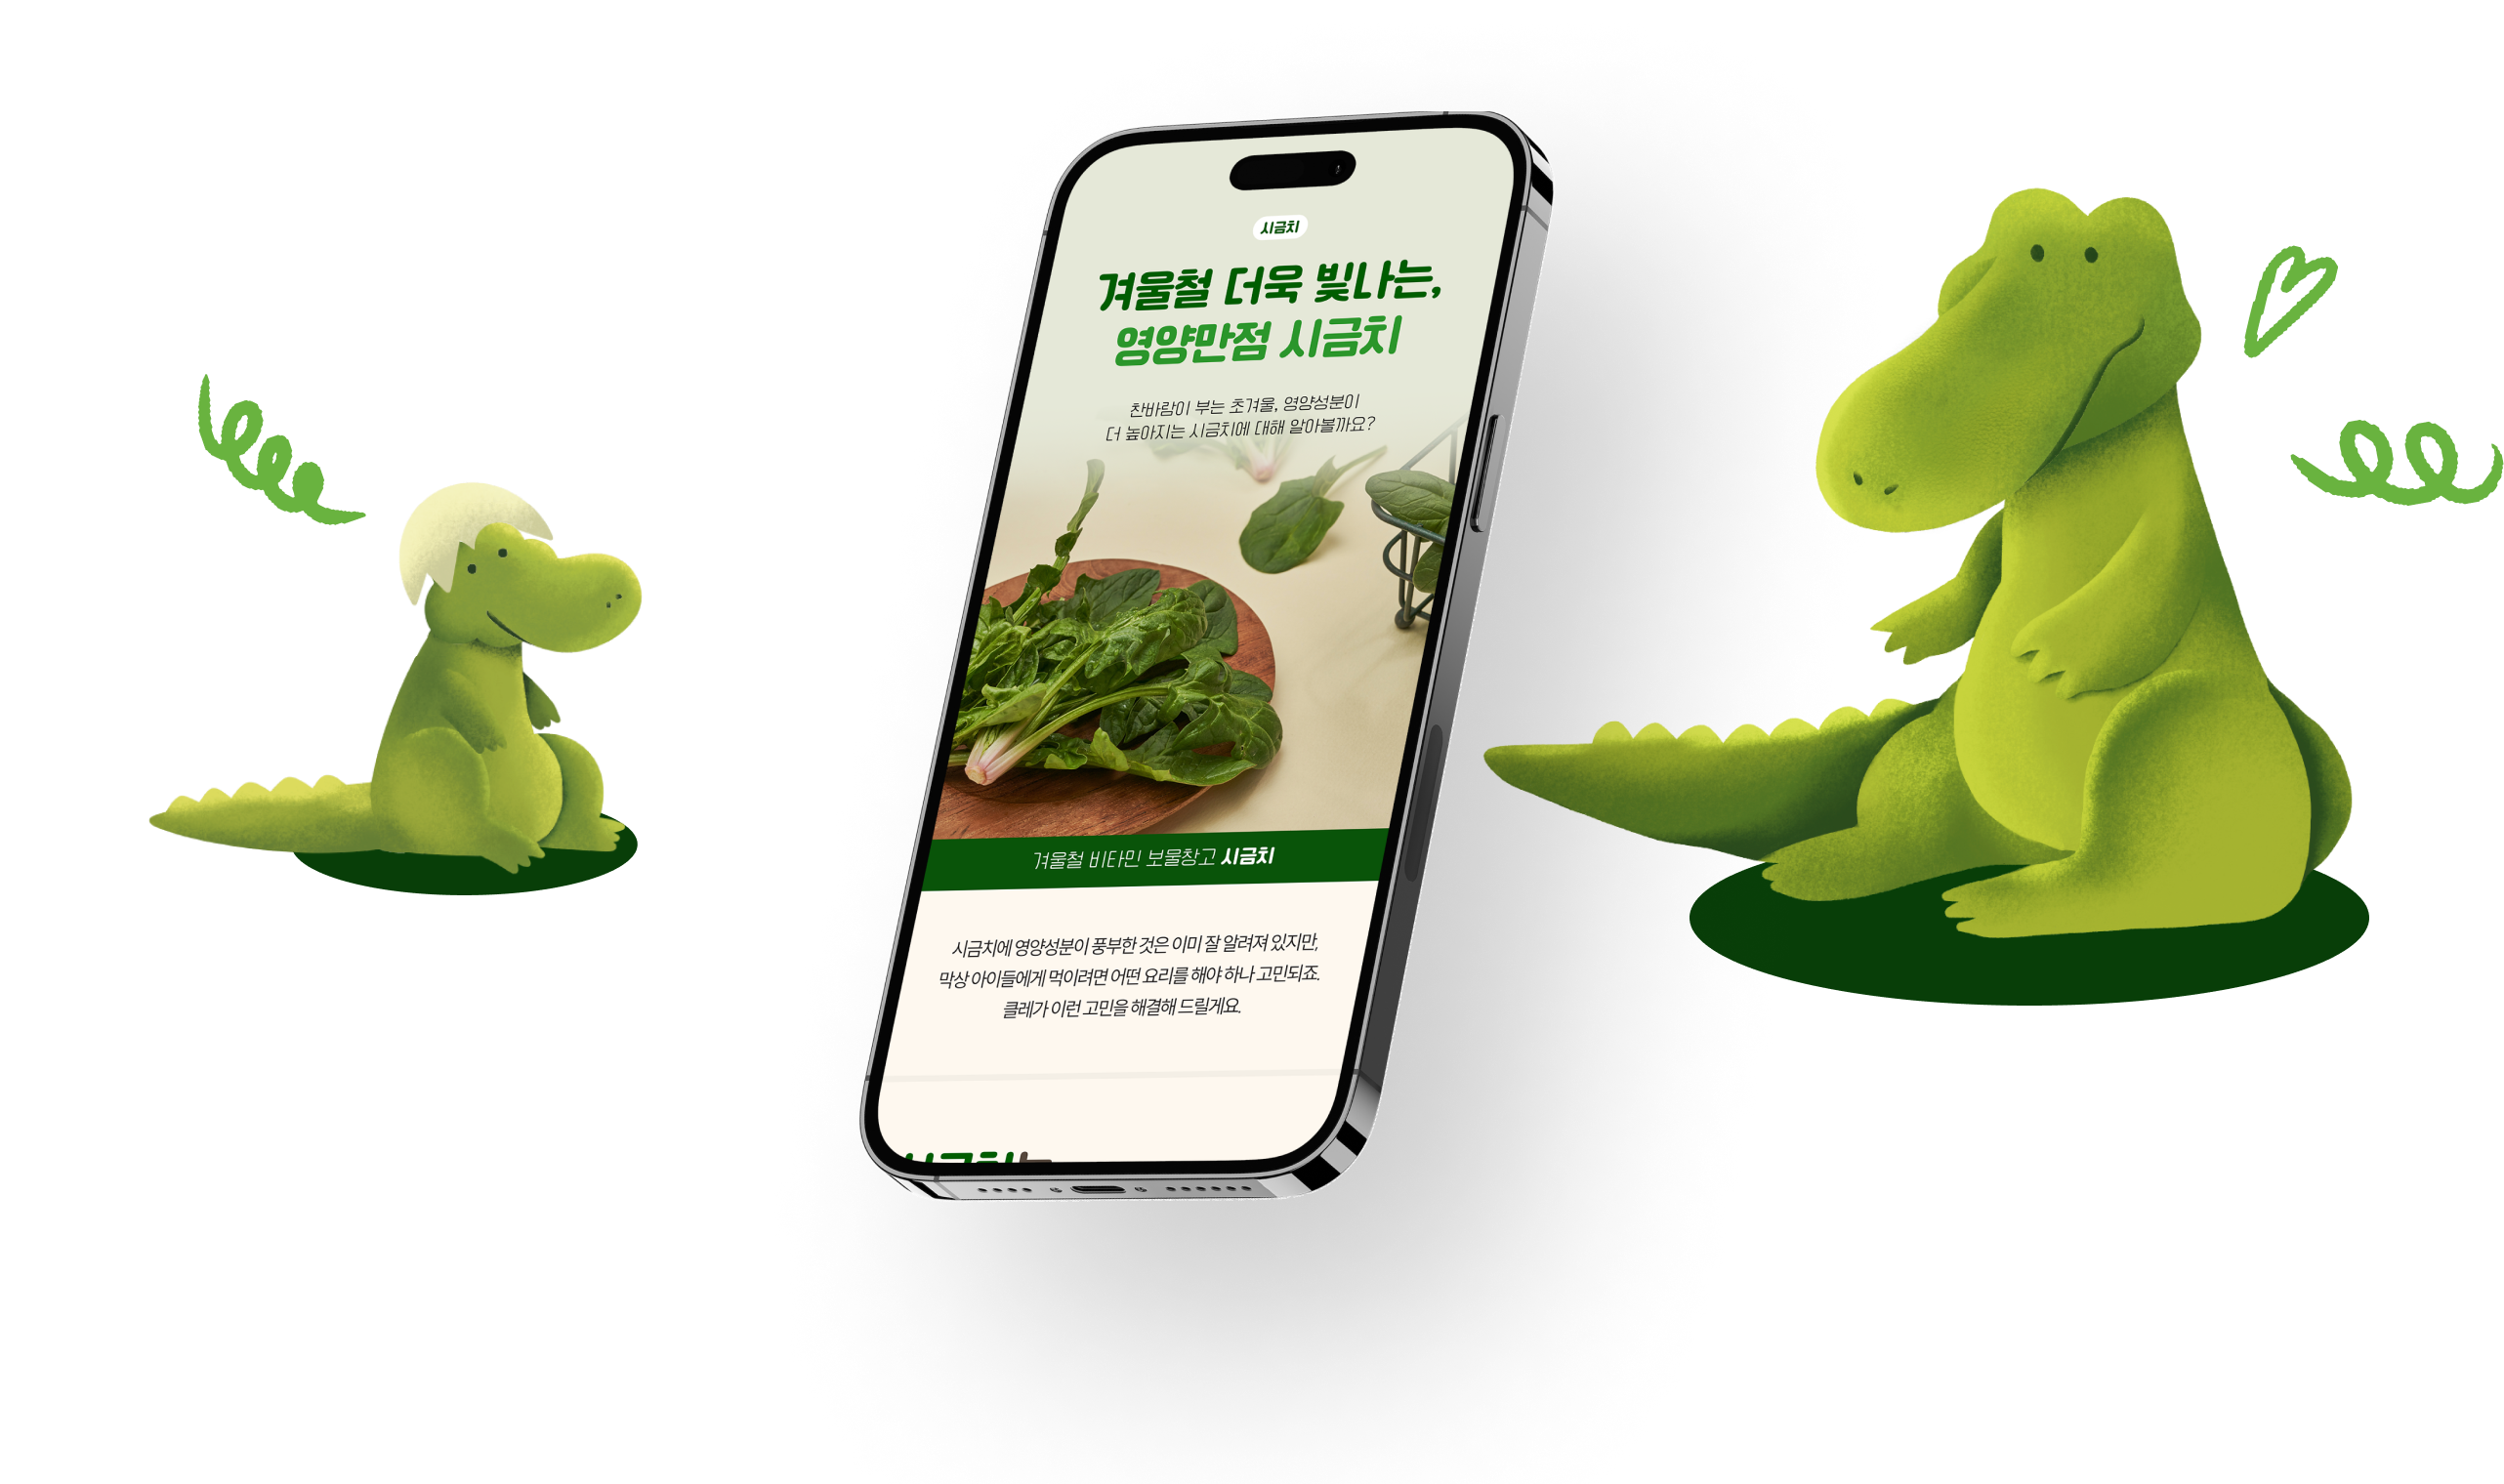 시금치
겨울철 더욱 빛나는,
영양만점 시금치
찬바람이 부는 초겨울, 영양성분이
더 높아지는 시금치에 대해 알아볼까요?
겨울철 비타민 보물창고 시금치
시금치에 영양성분이 풍부한 것은 이미 잘 알려져 있지만,
막상 아이들에게 먹이려면 어떤 요리를 해야 하나 고민되죠.
클레가 이런 고민을 해결해 드릴게요.